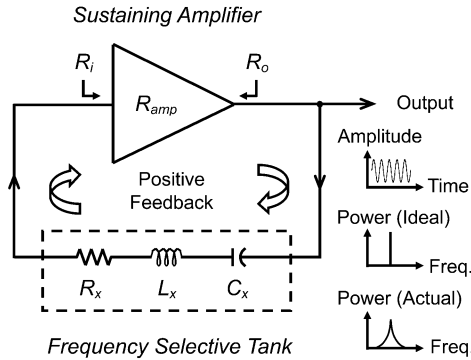 Sustaining Amplifier
Ri
Ro
Ramp
Output
Amplitude
Time
Positive
Feedback
Power (Ideal)
Freq.
Rx
Lx
Cx
Power (Actual)
Freq
Frequency Selective Tank